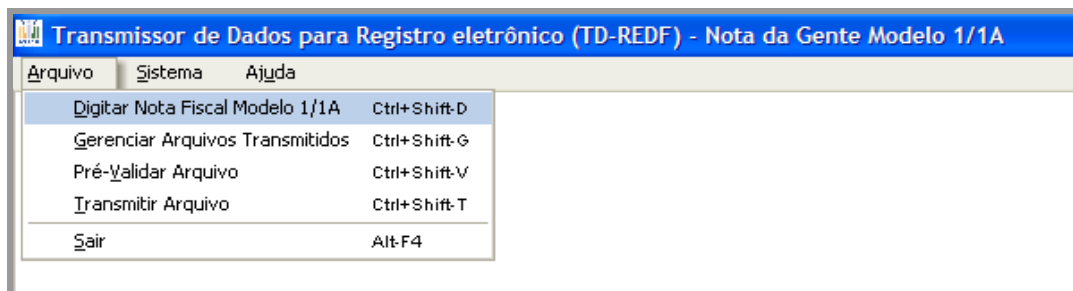 Transmissor de Dados para Registro eletrônico (TD-REDF) - Nota da Gente Modelo 1/1A
Arquivo Sistema Ajuda
Digitar Nota Fiscal Modelo 1/1A Ctrl+Shift-D
Gerenciar Arquivos Transmitidos Ctrl+Shift-G
Pré-Validar Arquivo Ctrl+Shift-V
Transmitir Arquivo Ctrl+Shift-T
Sair Alt-F4